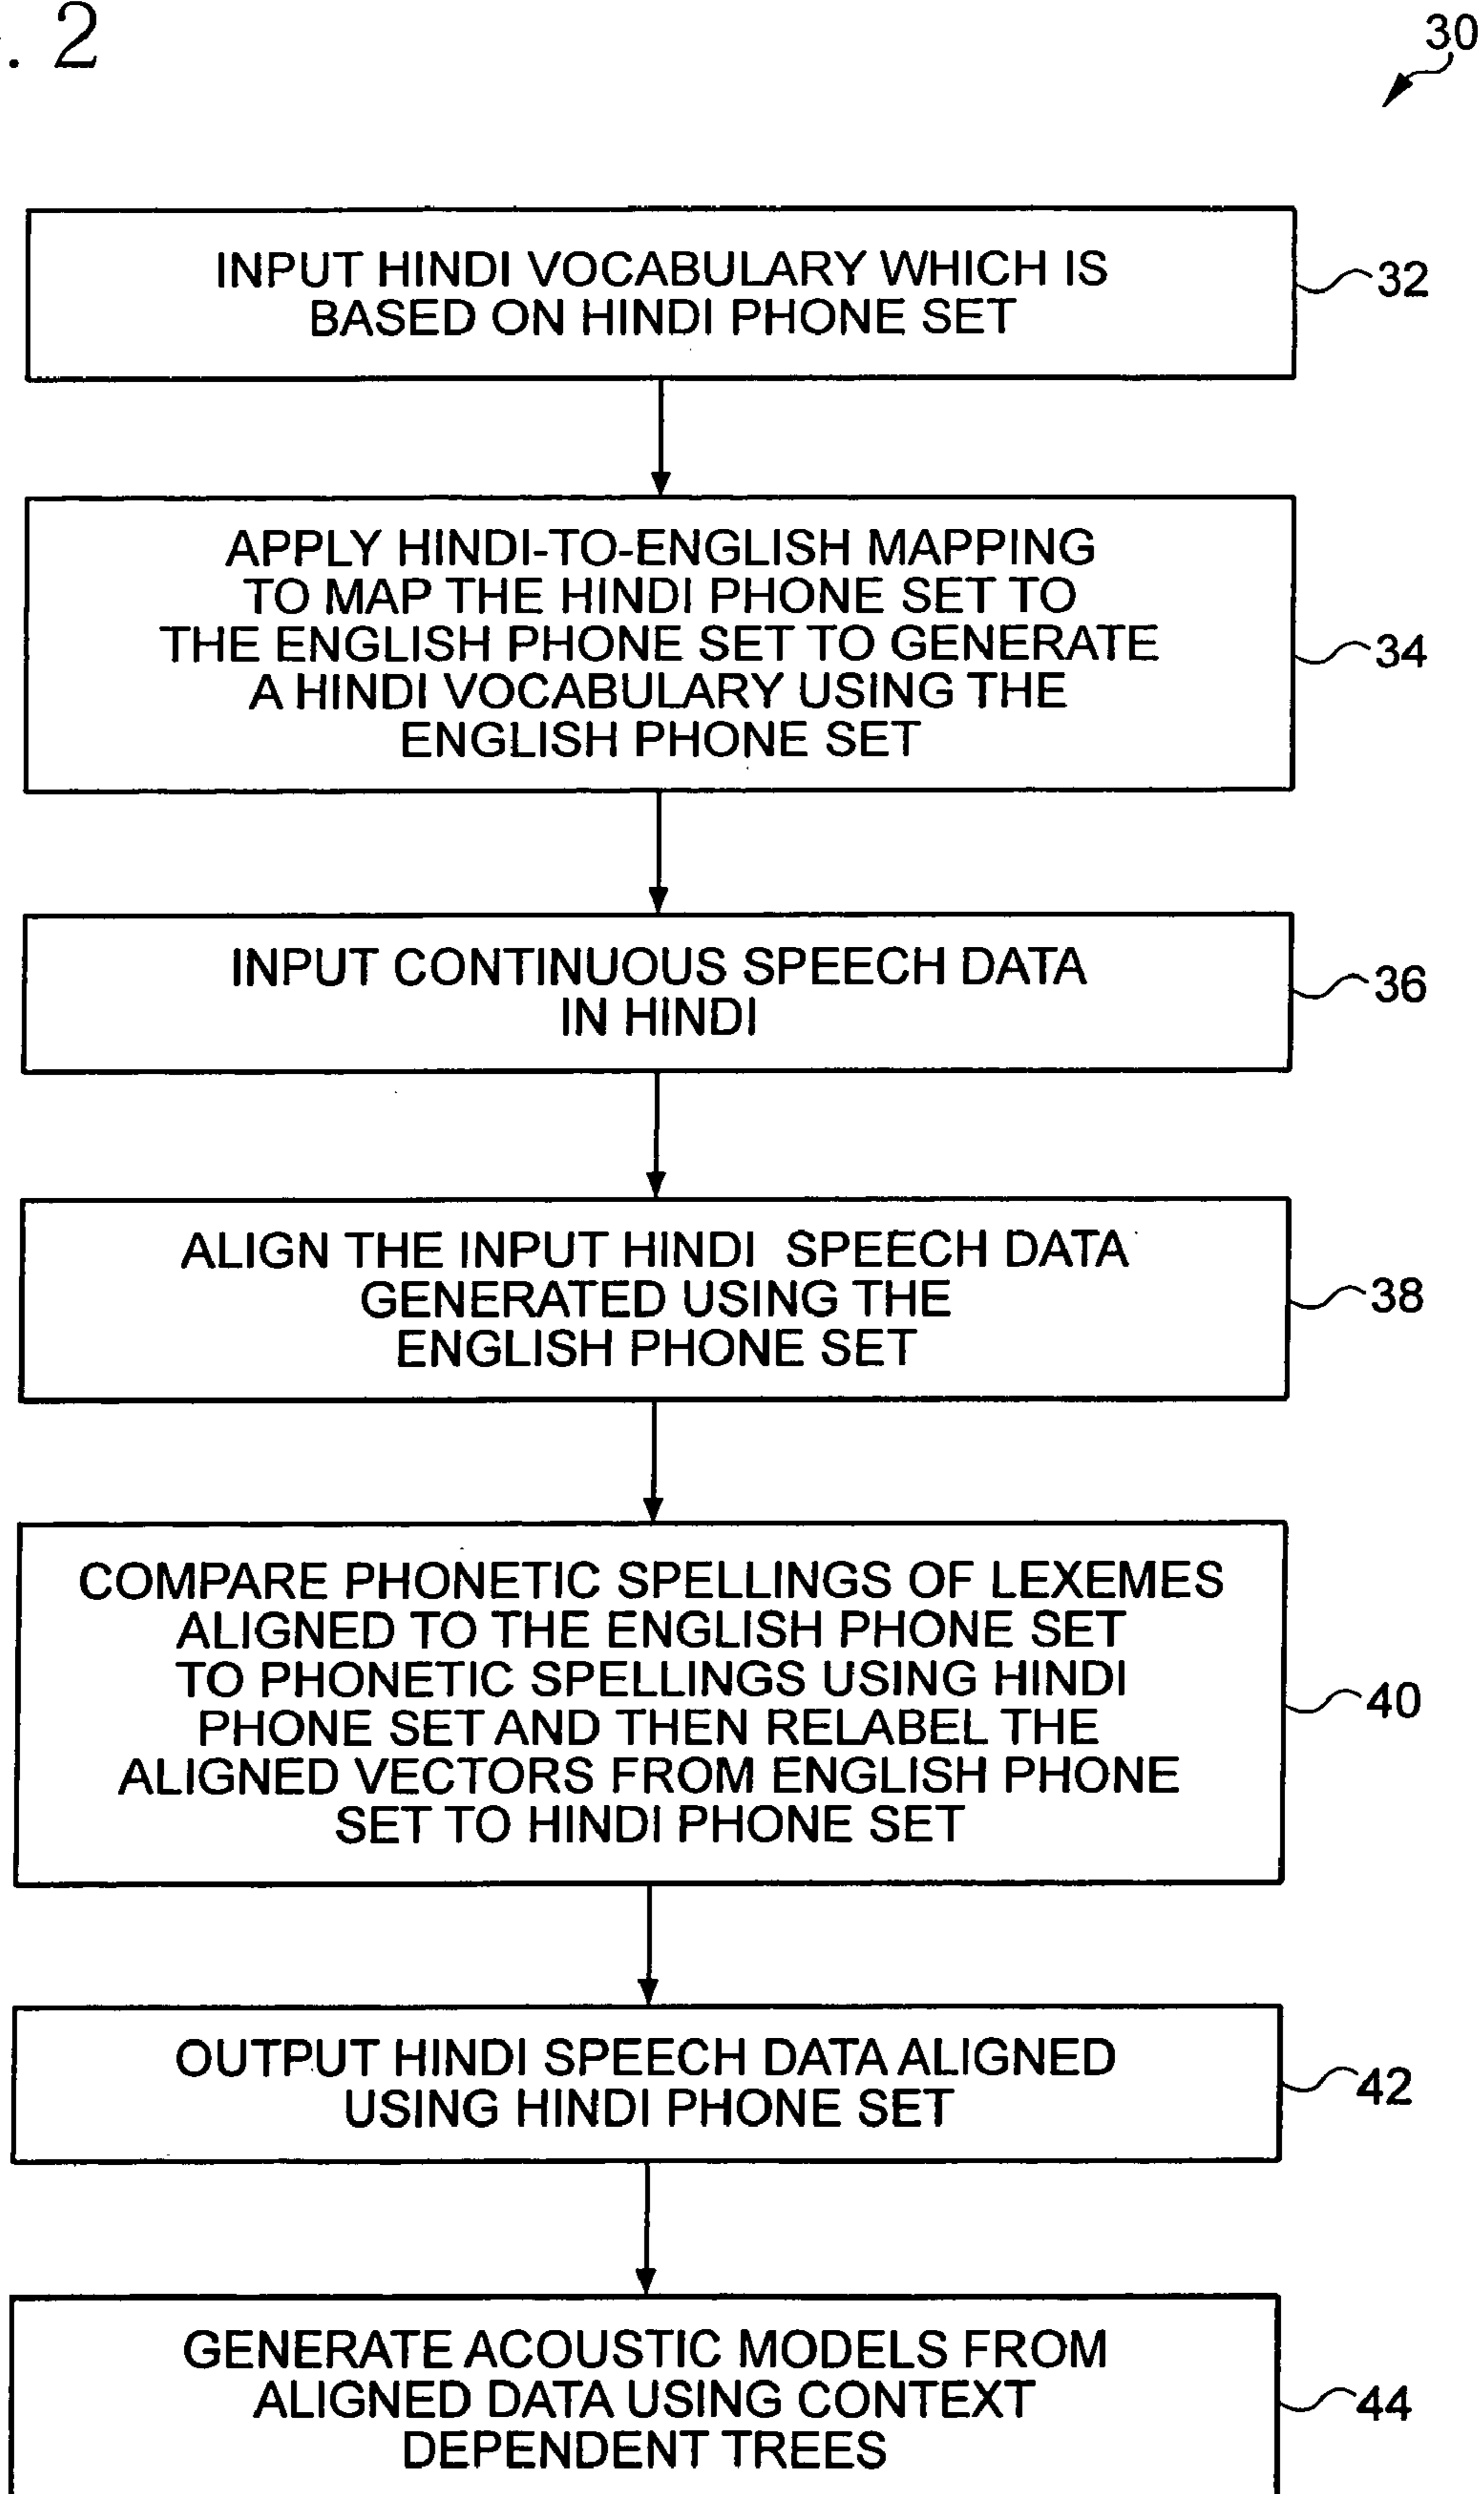 . 2
30
INPUT HINDI VOCABULARY WHICH IS
BASED ON HINDI PHONE SET
32
APPLY HINDI-TO-ENGLISH MAPPING
TO MAP THE HINDI PHONE SET TO
THE ENGLISH PHONE SET TO GENERATE
A HINDI VOCABULARY USING THE
ENGLISH PHONE SET
34
INPUT CONTINUOUS SPEECH DATA
IN HINDI
36
ALIGN THE INPUT HINDI SPEECH DATA
GENERATED USING THE
ENGLISH PHONE SET
38
COMPARE PHONETIC SPELLINGS OF LEXEMES
ALIGNED TO THE ENGLISH PHONE SET
TO PHONETIC SPELLINGS USING HINDI
PHONE SET AND THEN RELABEL THE
ALIGNED VECTORS FROM ENGLISH PHONE
SET TO HINDI PHONE SET
40
OUTPUT HINDI SPEECH DATA ALIGNED
USING HINDI PHONE SET
42
GENERATE ACOUSTIC MODELS FROM
ALIGNED DATA USING CONTEXT
DEPENDENT TREES
44